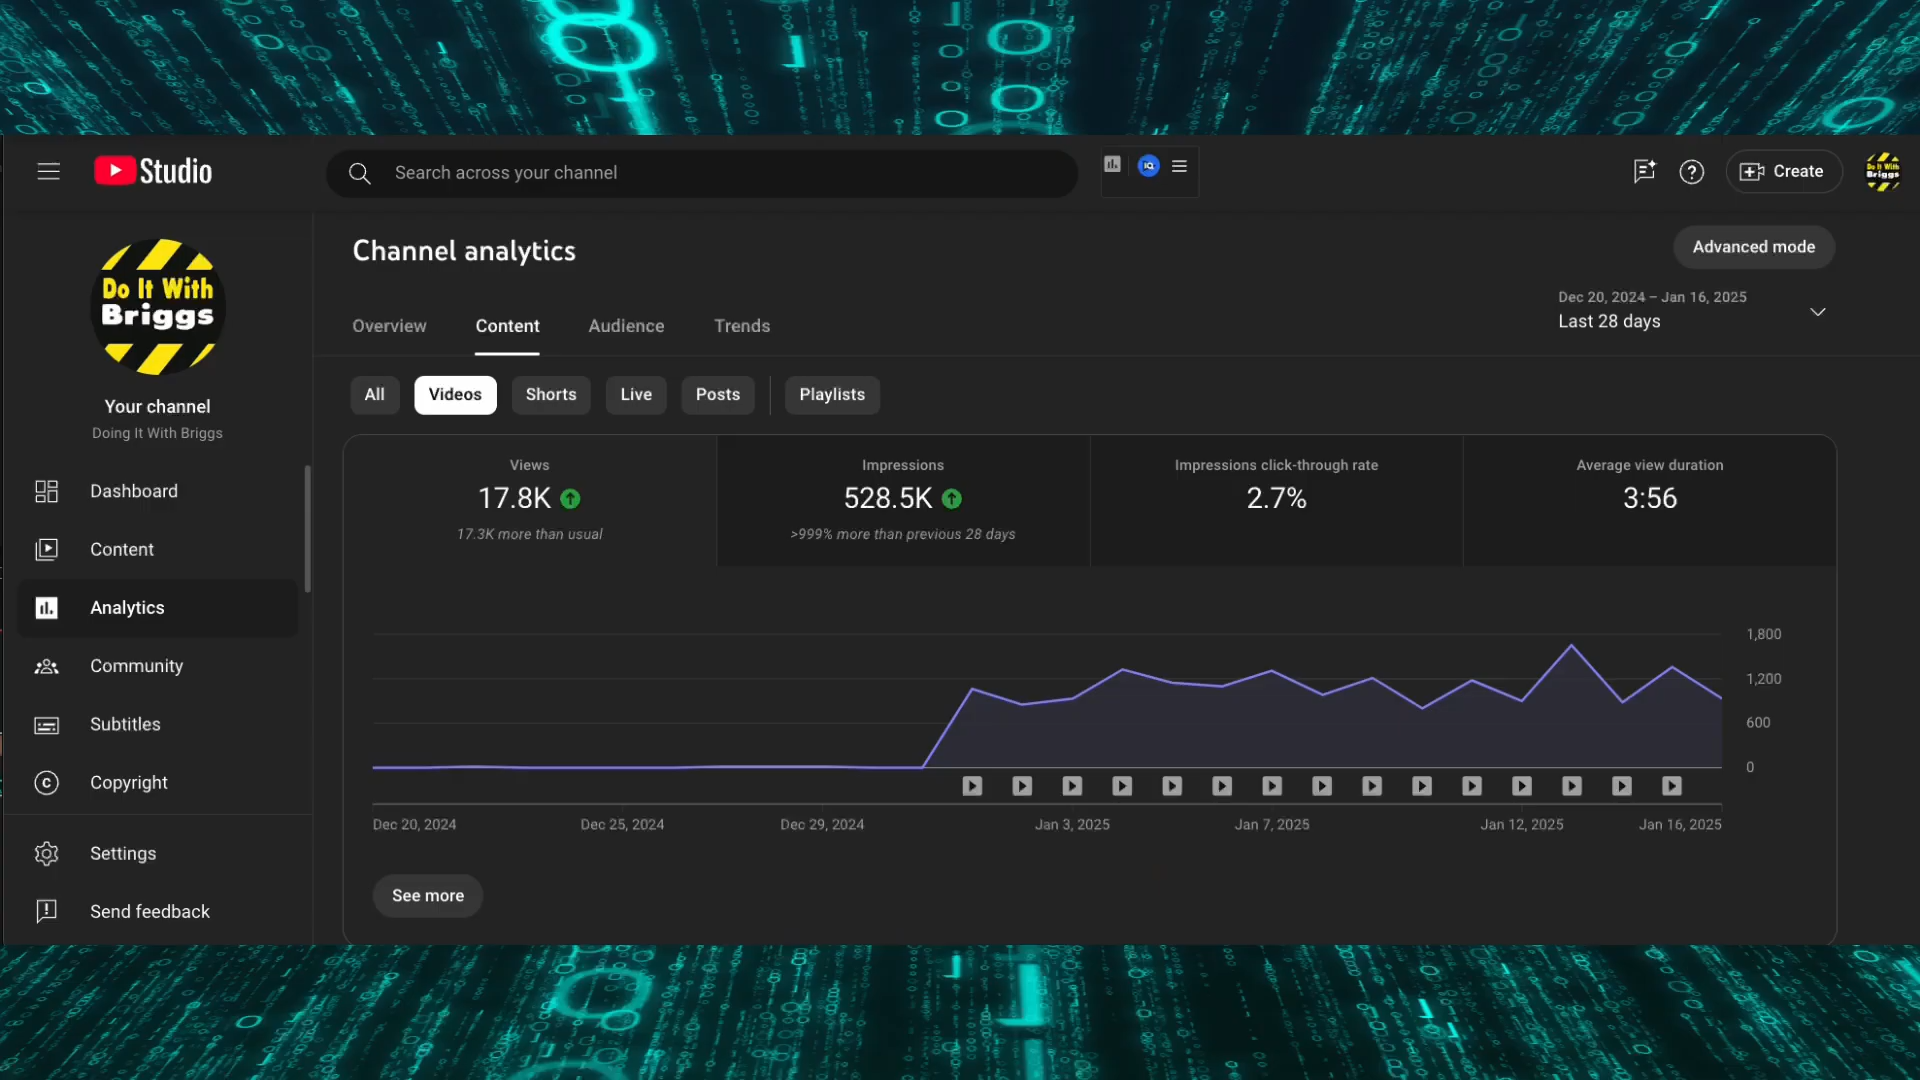 Studio
Search across your channel
IQ
?
Create
Do It With
Briggs
Do It With
Briggs
Your channel
Doing It With Briggs
Dashboard
Content
Analytics
Community
Subtitles
Copyright
Settings
Send feedback
Channel analytics
Advanced mode
Dec 20, 2024 – Jan 16, 2025
Last 28 days
Overview
Content
Audience
Trends
All
Videos
Shorts
Live
Posts
Playlists
Views
17.8K
17.3K more than usual
Impressions
528.5K
>999% more than previous 28 days
Impressions click-through rate
2.7%
Average view duration
3:56
1,800
1,200
600
0
Dec 20, 2024
Dec 25, 2024
Dec 29, 2024
Jan 3, 2025
Jan 7, 2025
Jan 12, 2025
Jan 16, 2025
See more